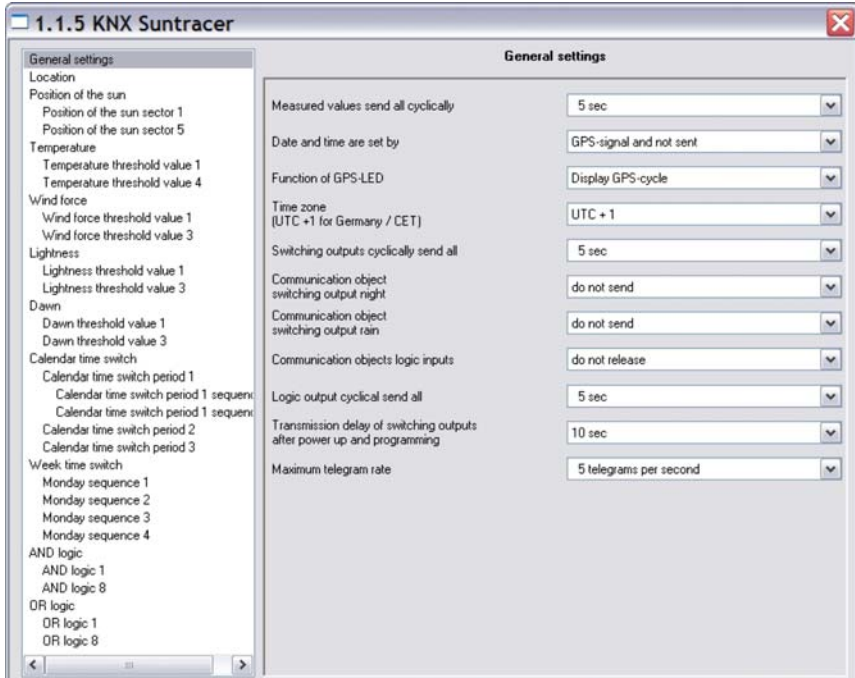 1.1.5 KNX Suntracer
General settings
Location
Position of the sun
Position of the sun sector 1
Position of the sun sector 5
Temperature
Temperature threshold value 1
Temperature threshold value 4
Wind force
Wind force threshold value 1
Wind force threshold value 3
Lightness
Lightness threshold value 1
Lightness threshold value 3
Dawn
Dawn threshold value 1
Dawn threshold value 3
Calendar time switch
Calendar time switch period 1
Calendar time switch period 1 sequen
Calendar time switch period 1 sequen
Calendar time switch period 2
Calendar time switch period 3
Week time switch
Monday sequence 1
Monday sequence 2
Monday sequence 3
Monday sequence 4
AND logic
AND logic 1
AND logic 8
OR logic
OR logic 1
OR logic 8
General settings
Measured values send all cyclically
5 sec
Date and time are set by
GPS-signal and not sent
Function of GPS-LED
Display GPS-cycle
Time zone
(UTC +1 for Germany / CET)
UTC + 1
Switching outputs cyclically send all
5 sec
Communication object
switching output night
do not send
Communication object
switching output rain
do not send
Communication objects logic inputs
do not release
Logic output cyclical send all
5 sec
Transmission delay of switching outputs
after power up and programming
10 sec
Maximum telegram rate
5 telegrams per second